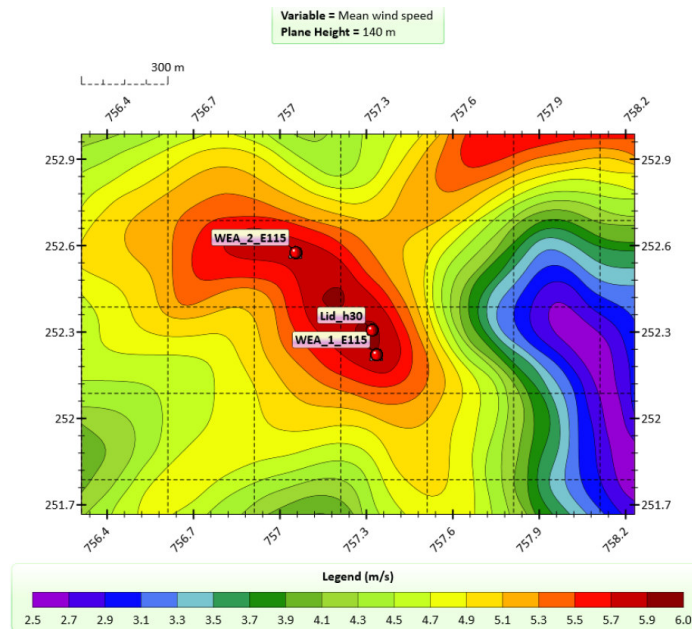 Variable = Mean wind speed
Plane Height = 140 m
300 m
756.4 756.7 757 757.3 757.6 757.9 758.2
252.9 252.9
WEA_2_E115
252.6 252.6
Lid_h30
252.3 252.3
WEA_1_E115
252 252
251.7 251.7
756.4 756.7 757 757.3 757.6 757.9 758.2
Legend (m/s)
2.5 2.7 2.9 3.1 3.3 3.5 3.7 3.9 4.1 4.3 4.5 4.7 4.9 5.1 5.3 5.5 5.7 5.9 6.0